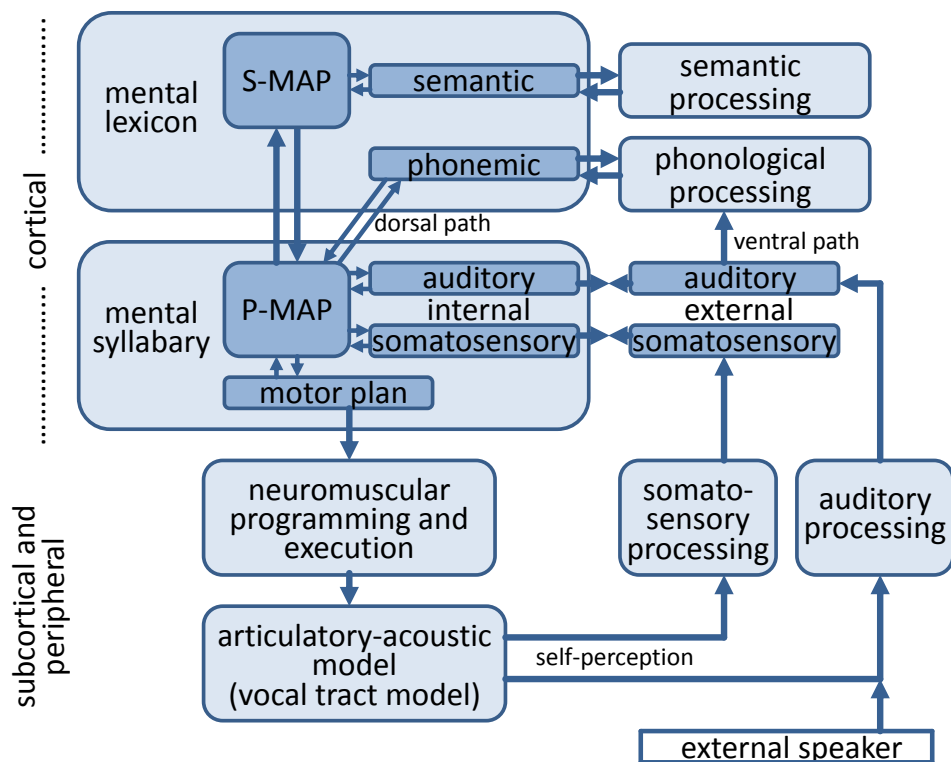 cortical
subcortical and
peripheral
mental
lexicon
S-MAP
semantic
semantic
processing
phonemic
phonological
processing
dorsal path
ventral path
mental
syllabary
P-MAP
auditory
internal
somatosensory
auditory
external
somatosensory
motor plan
neuromuscular
programming and
execution
somato-
sensory
processing
auditory
processing
articulatory-acoustic
model
(vocal tract model)
self-perception
external speaker